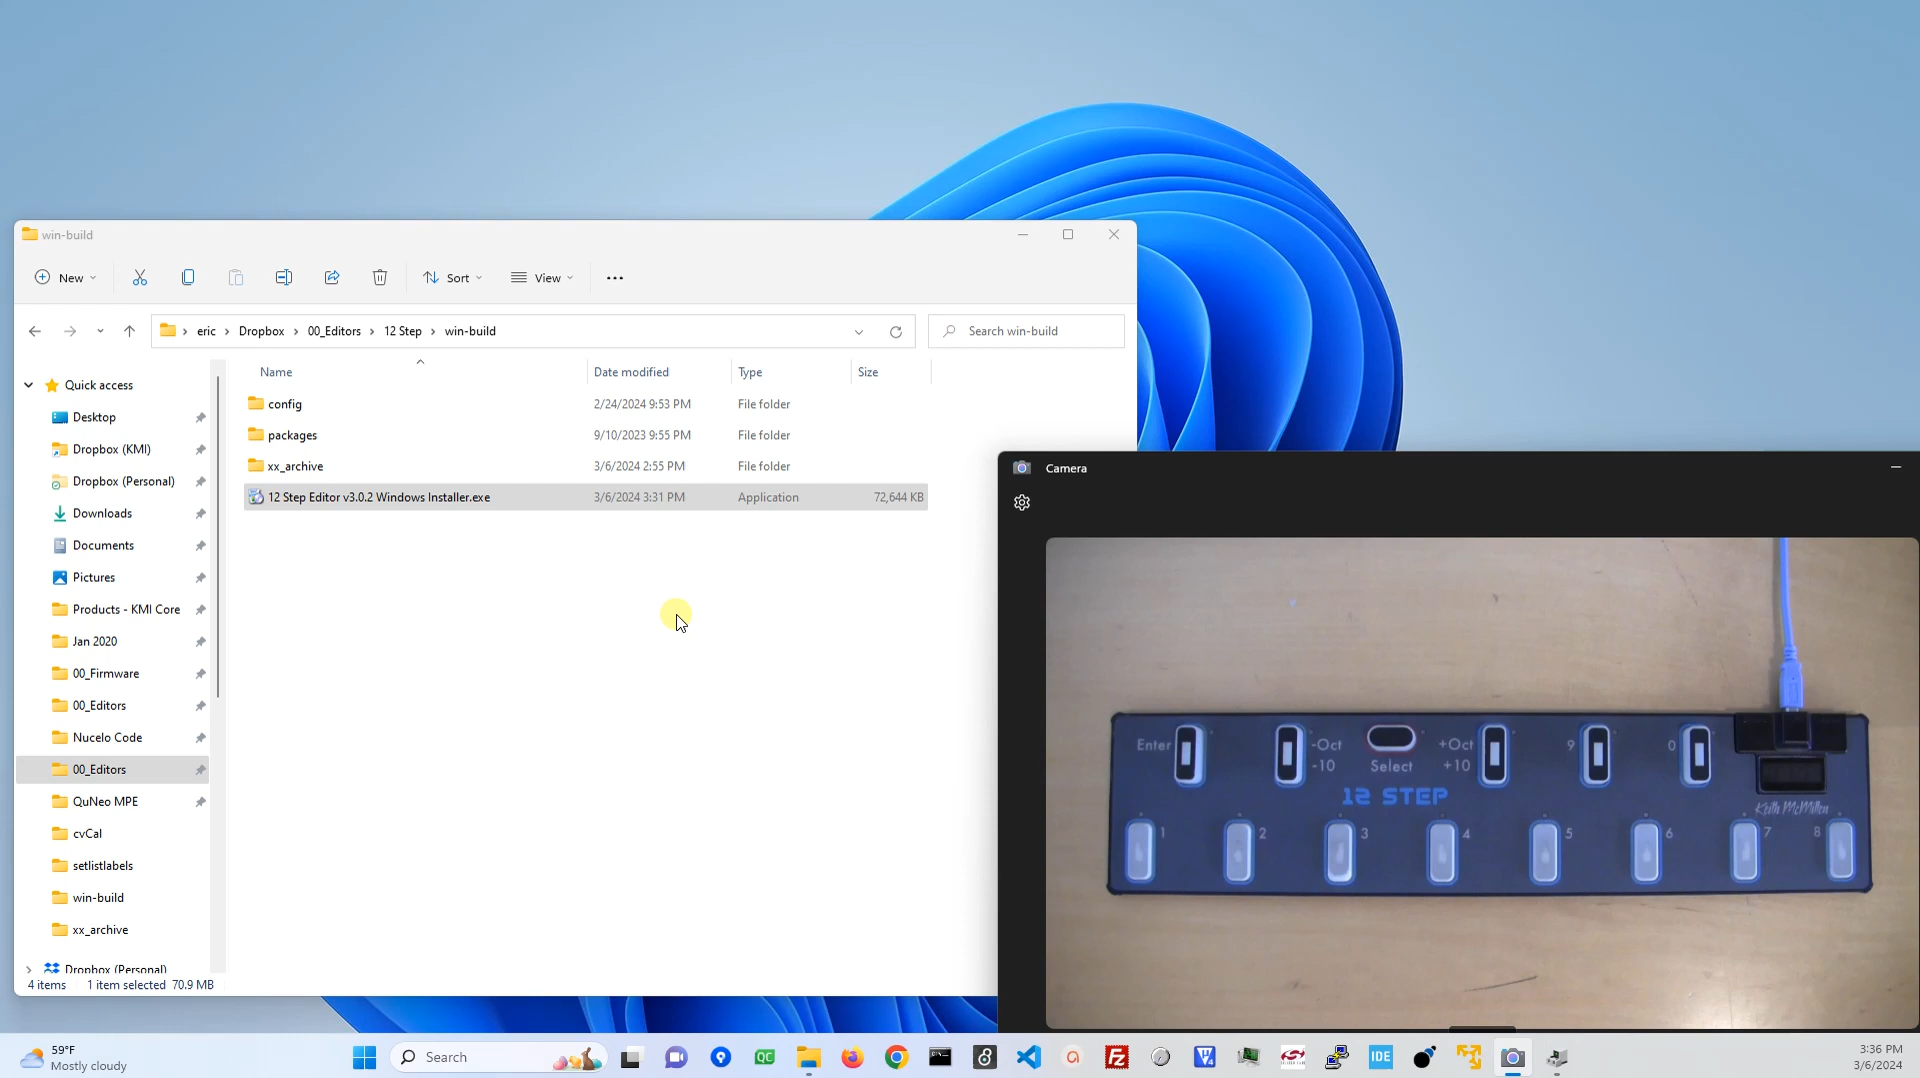 win-build
New
Sort
View
eric
Dropbox
00_Editors
12 Step
win-build
Search win-build
Name
Date modified
Type
Size
config
2/24/2024 9:53 PM
File folder
packages
9/10/2023 9:55 PM
File folder
xx_archive
3/6/2024 2:55 PM
File folder
12 Step Editor v3.0.2 Windows Installer.exe
3/6/2024 3:31 PM
Application
72,644 KB
Quick access
Desktop
Dropbox (KMI)
Dropbox (Personal)
Downloads
Documents
Pictures
Products - KMI Core
Jan 2020
00_Firmware
00_Editors
Nucelo Code
00_Editors
QuNeo MPE
cvCal
setlistlabels
win-build
xx_archive
Dropbox (Personal)
4 items
1 item selected 70.9 MB
Camera
Enter
-Oct
-10
Select
+Oct
+10
9
0
12 STEP
Keith McMillen
1
2
3
4
5
6
7
8
59°F
Mostly cloudy
Search
QC
IDE
3:36 PM
3/6/2024